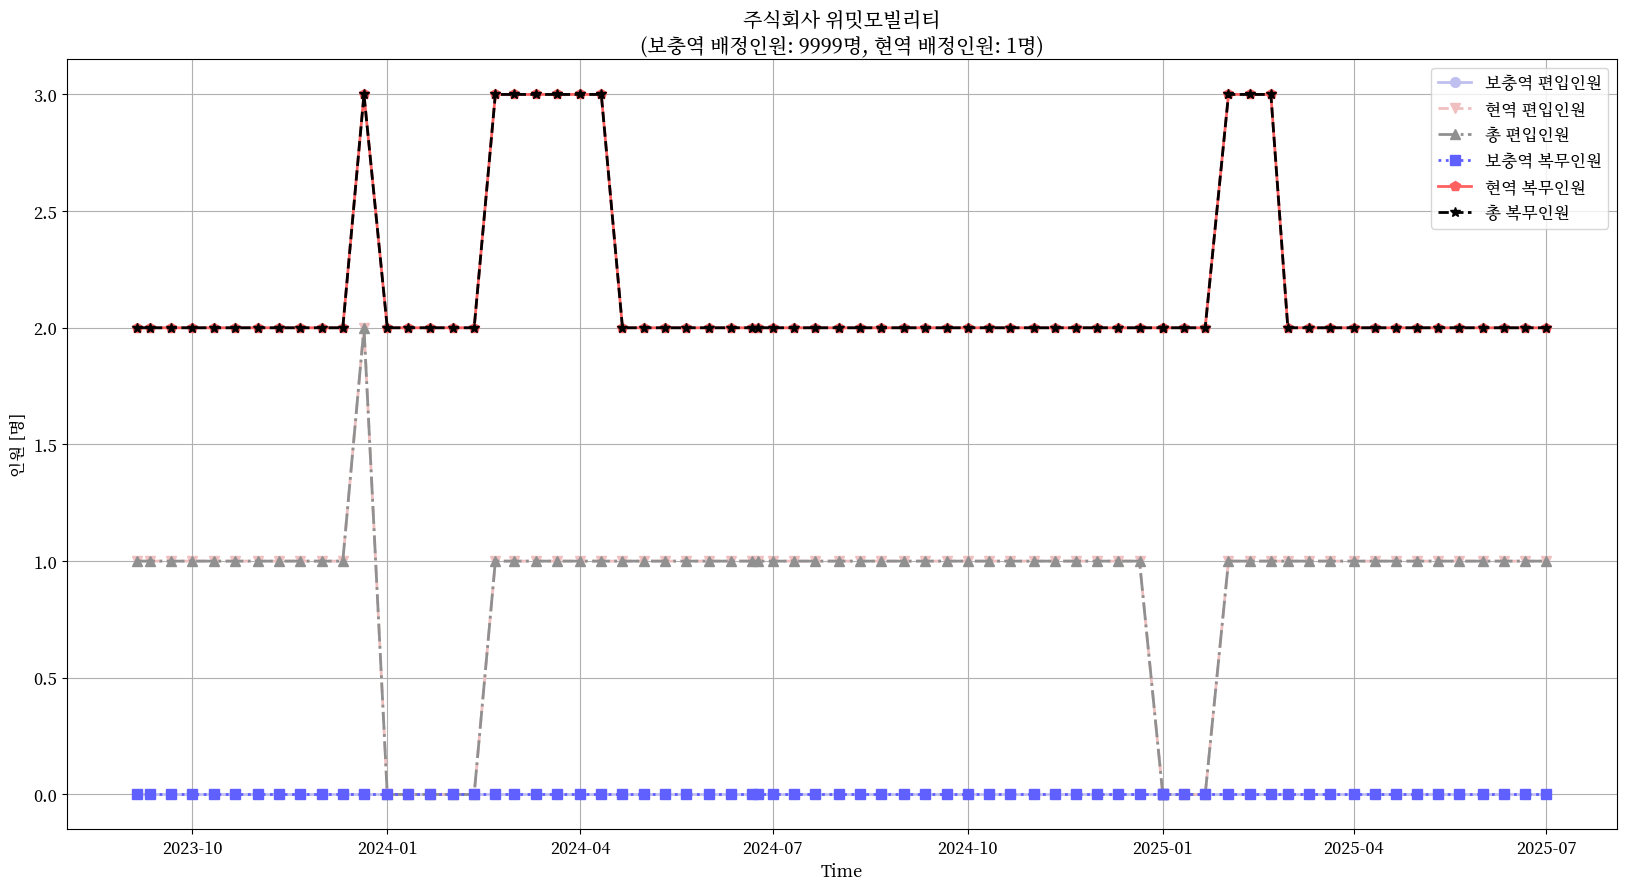 주식회사 위밋모빌리티
(보충역 배정인원: 9999명, 현역 배정인원: 1명)
보충역 편입인원
현역 편입인원
총 편입인원
보충역 복무인원
현역 복무인원
총 복무인원
3.0
2.5
2.0
1.5
1.0
0.5
0.0
인원 [명]
2023-10
2024-01
2024-04
2024-07
2024-10
2025-01
2025-04
2025-07
Time